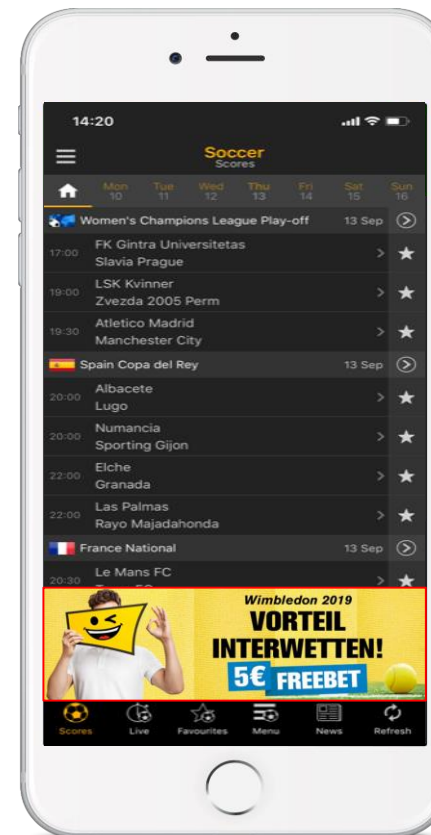 14:20
Soccer
Scores
Mon Tue Wed Thu Fri Sat Sun
10 11 12 13 14 15 16
Women's Champions League Play-off 13 Sep
17:00 FK Gintra Universitetas
Slavia Prague
19:00 LSK Kvinner
Zvezda 2005 Perm
19:30 Atletico Madrid
Manchester City
Spain Copa del Rey 13 Sep
20:00 Albacete
Lugo
20:00 Numancia
Sporting Gijon
22:00 Elche
Granada
22:00 Las Palmas
Rayo Majadahonda
France National 13 Sep
20:30 Le Mans FC
Wimbledon 2019
VORTEIL
INTERWETTEN!
5€ FREEBET
Scores Live Favourites Menu News Refresh